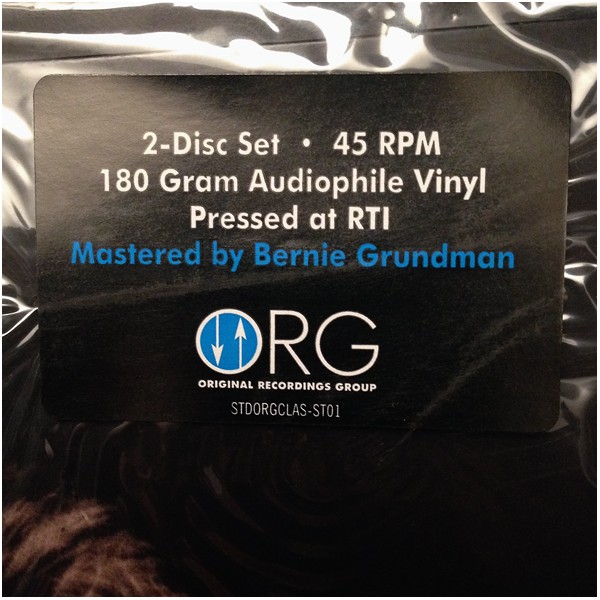 2-Disc Set • 45 RPM
180 Gram Audiophile Vinyl
Pressed at RTI
Mastered by Bernie Grundman
ORG
ORIGINAL RECORDINGS GROUP
STDORGCLAS-ST01